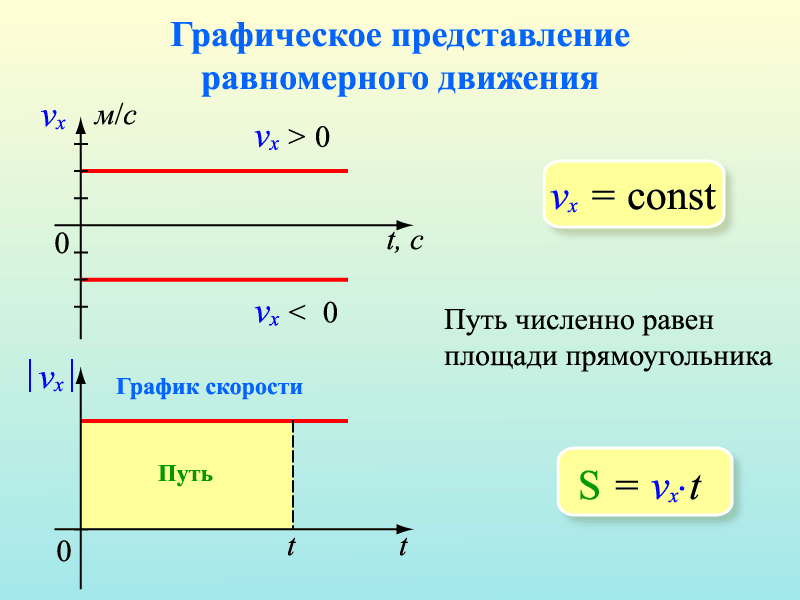 Графическое представление
равномерного движения
vₓ м/с
vₓ > 0
vₓ = const
0
t, с
vₓ < 0
Путь численно равен
площади прямоугольника
|vₓ|
График скорости
Путь
S = vₓ·t
0
t
t